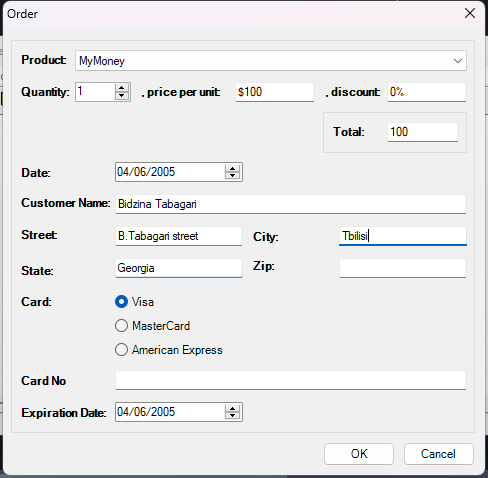 Order
Product: MyMoney
Quantity: 1 , price per unit: $100 , discount: 0%
Total: 100
Date: 04/06/2005
Customer Name: Bidzina Tabagari
Street: B.Tabagari street City: Tbilisi
State: Georgia Zip:
Card: Visa
MasterCard
American Express
Card No
Expiration Date: 04/06/2005
OK Cancel